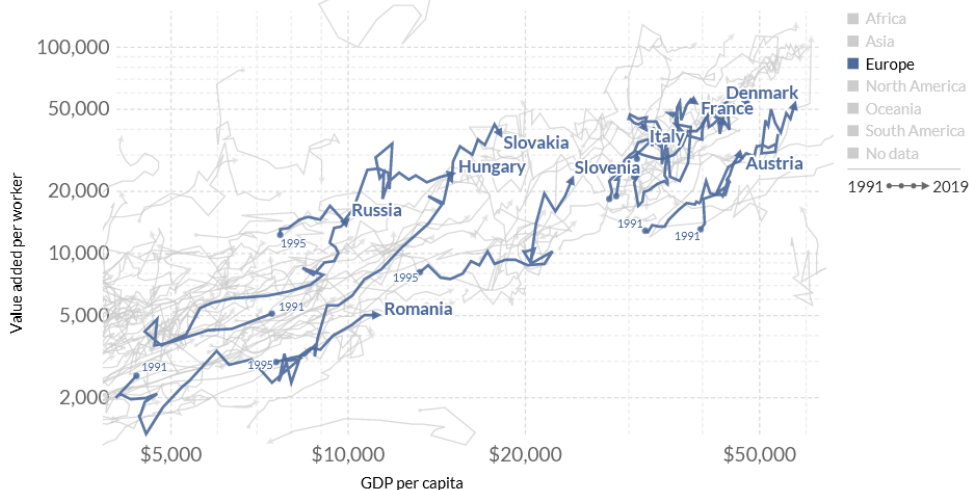 100,000
50,000
20,000
10,000
5,000
2,000
Value added per worker
$5,000
$10,000
$20,000
$50,000
GDP per capita
Denmark
France
Italy
Slovakia
Hungary
Slovenia
Austria
Russia
Romania
1995
1991
1991
1995
1995
1991
1991
Africa
Asia
Europe
North America
Oceania
South America
No data
1991 2019